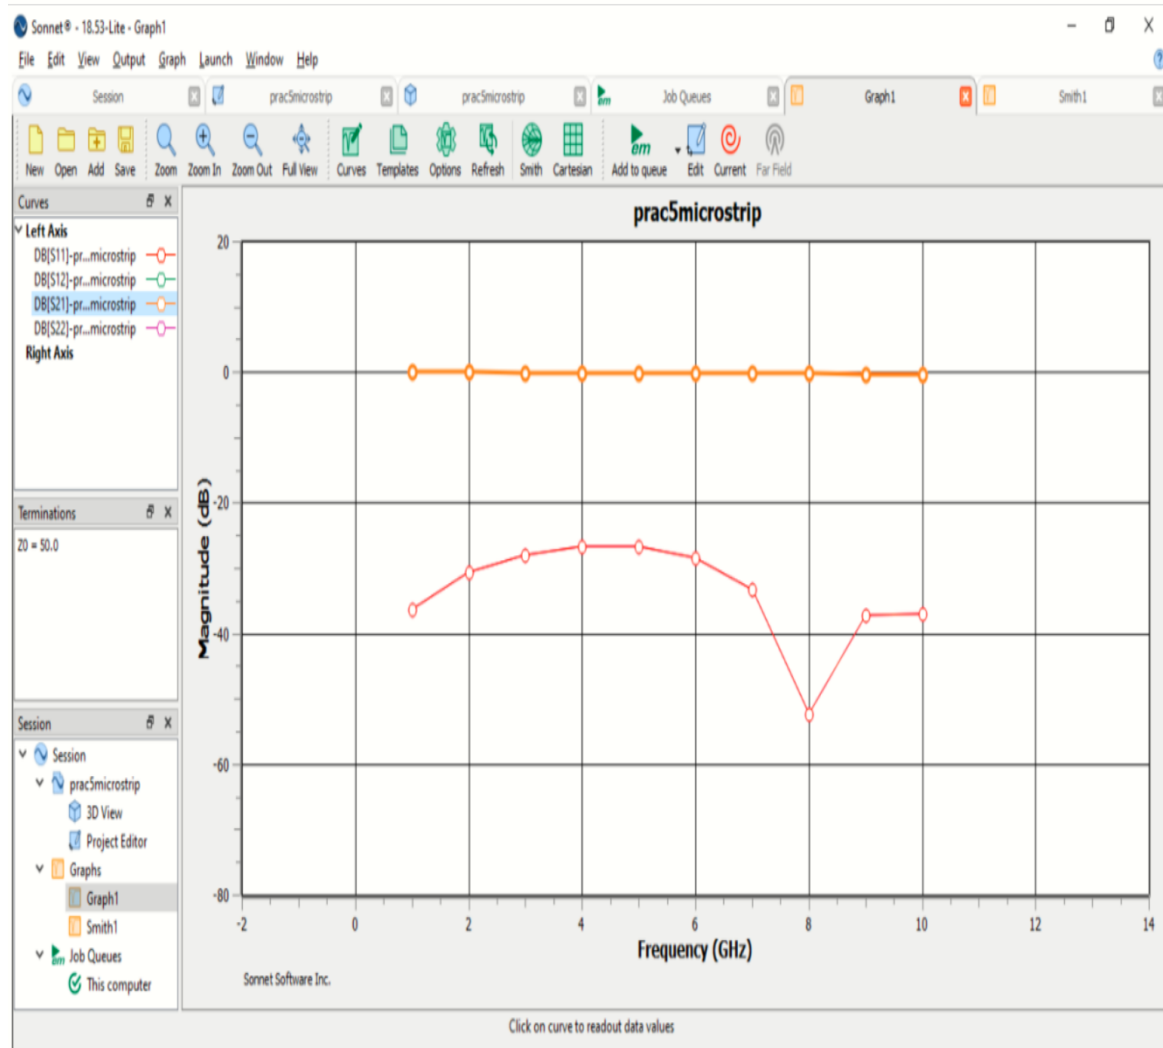 Sonnet® - 18.53-Lite - Graph1
File Edit View Output Graph Launch Window Help
Session prac5microstrip prac5microstrip Job Queues Graph1 Smith1
New Open Add Save Zoom Zoom In Zoom Out Full View Curves Templates Options Refresh Smith Cartesian em Add to queue Edit Current Far Field
Curves
Left Axis
DB[S11]-pr...microstrip
DB[S12]-pr...microstrip
DB[S21]-pr...microstrip
DB[S22]-pr...microstrip
Right Axis
Terminations
Z0 = 50.0
Session
Session
prac5microstrip
3D View
Project Editor
Graphs
Graph1
Smith1
em Job Queues
This computer
prac5microstrip
Magnitude (dB)
20
0
-20
-40
-60
-80
-2 0 2 4 6 8 10 12 14
Frequency (GHz)
Sonnet Software Inc.
Click on curve to readout data values